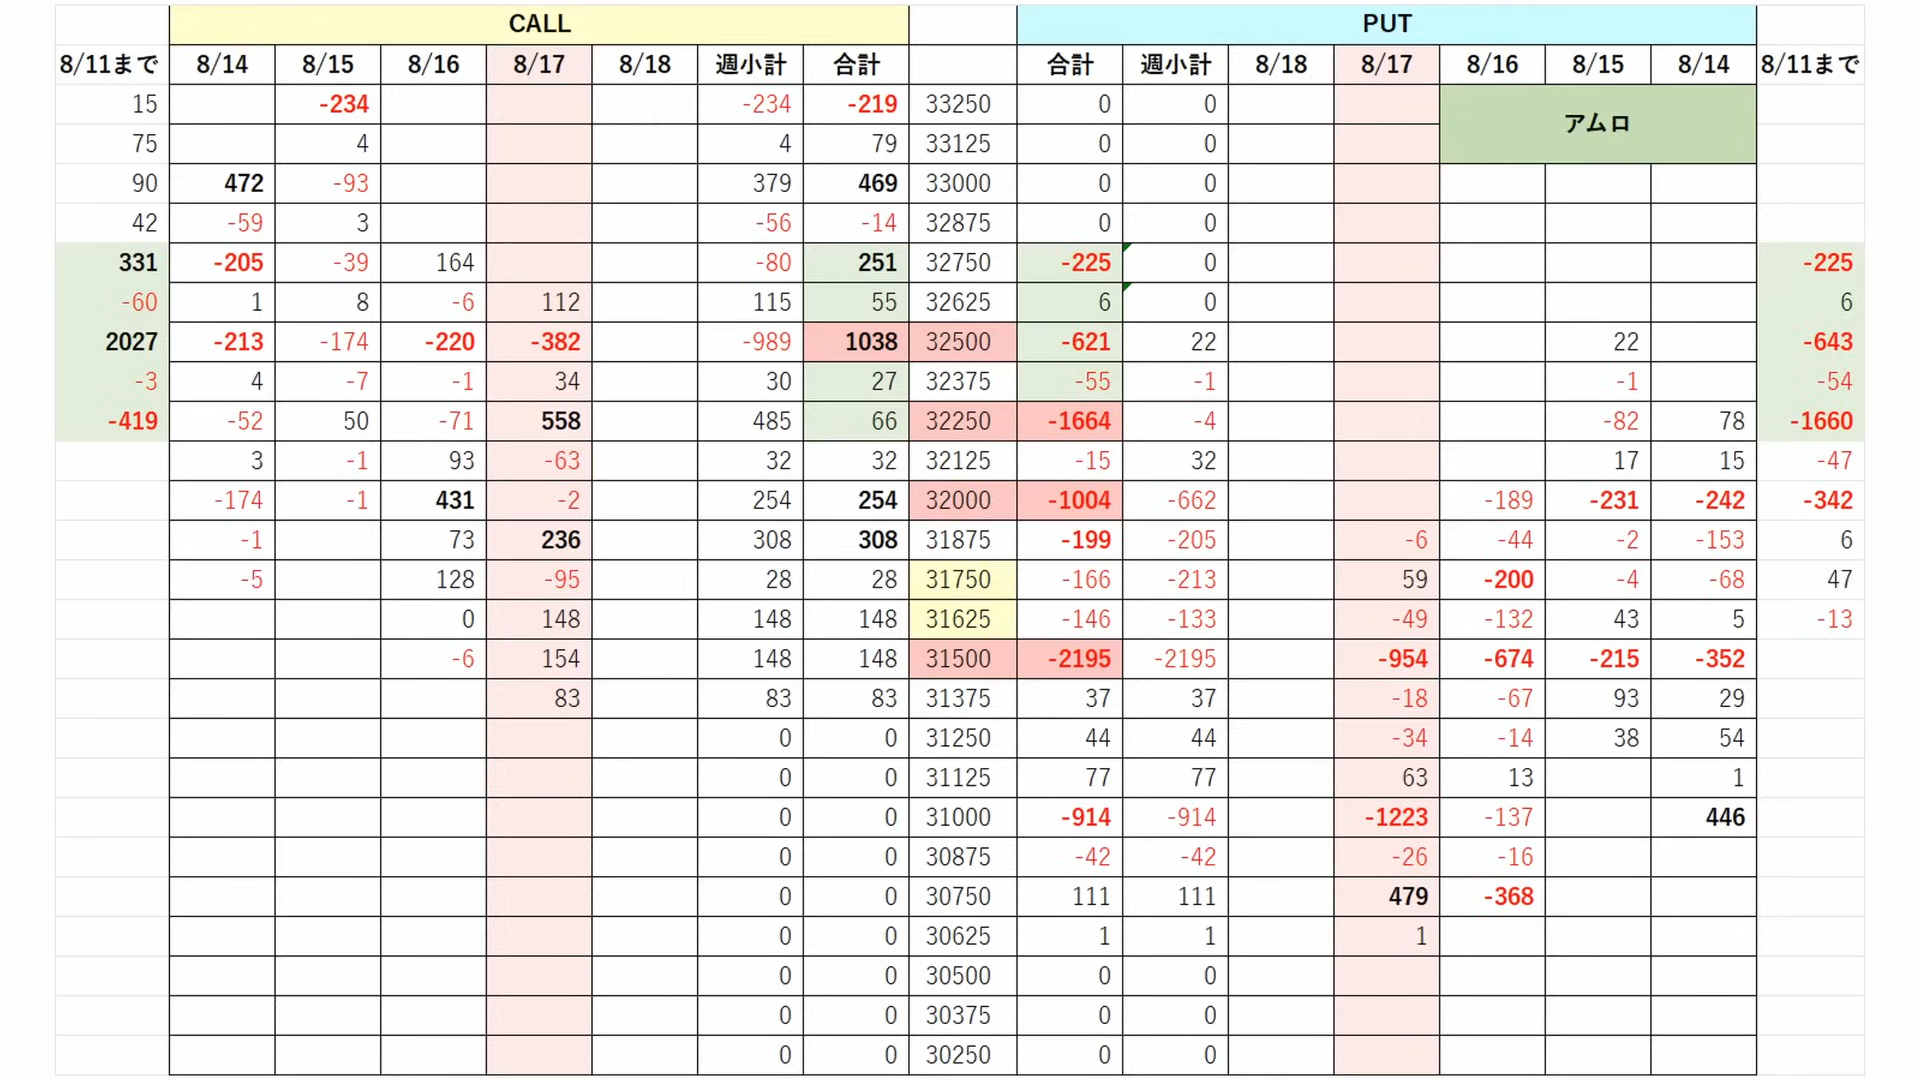 CALL PUT
8/11まで 8/14 8/15 8/16 8/17 8/18 週小計 合計 合計 週小計 8/18 8/17 8/16 8/15 8/14 8/11まで
15 -234 -234 -219 33250 0 0 アムロ
75 4 4 79 33125 0 0
90 472 -93 379 469 33000 0 0
42 -59 3 -56 -14 32875 0 0
331 -205 -39 164 -80 251 32750 -225 0 -225
-60 1 8 -6 112 115 55 32625 6 0 6
2027 -213 -174 -220 -382 -989 1038 32500 -621 22 22 -643
-3 4 -7 -1 34 30 27 32375 -55 -1 -1 -54
-419 -52 50 -71 558 485 66 32250 -1664 -4 -82 78 -1660
3 -1 93 -63 32 32 32125 -15 32 17 15 -47
-174 -1 431 -2 254 254 32000 -1004 -662 -189 -231 -242 -342
-1 73 236 308 308 31875 -199 -205 -6 -44 -2 -153 6
-5 128 -95 28 28 31750 -166 -213 59 -200 -4 -68 47
0 148 148 148 31625 -146 -133 -49 -132 43 5 -13
-6 154 148 148 31500 -2195 -2195 -954 -674 -215 -352
83 83 83 31375 37 37 -18 -67 93 29
0 0 31250 44 44 -34 -14 38 54
0 0 31125 77 77 63 13 1
0 0 31000 -914 -914 -1223 -137 446
0 0 30875 -42 -42 -26 -16
0 0 30750 111 111 479 -368
0 0 30625 1 1 1
0 0 30500 0 0
0 0 30375 0 0
0 0 30250 0 0